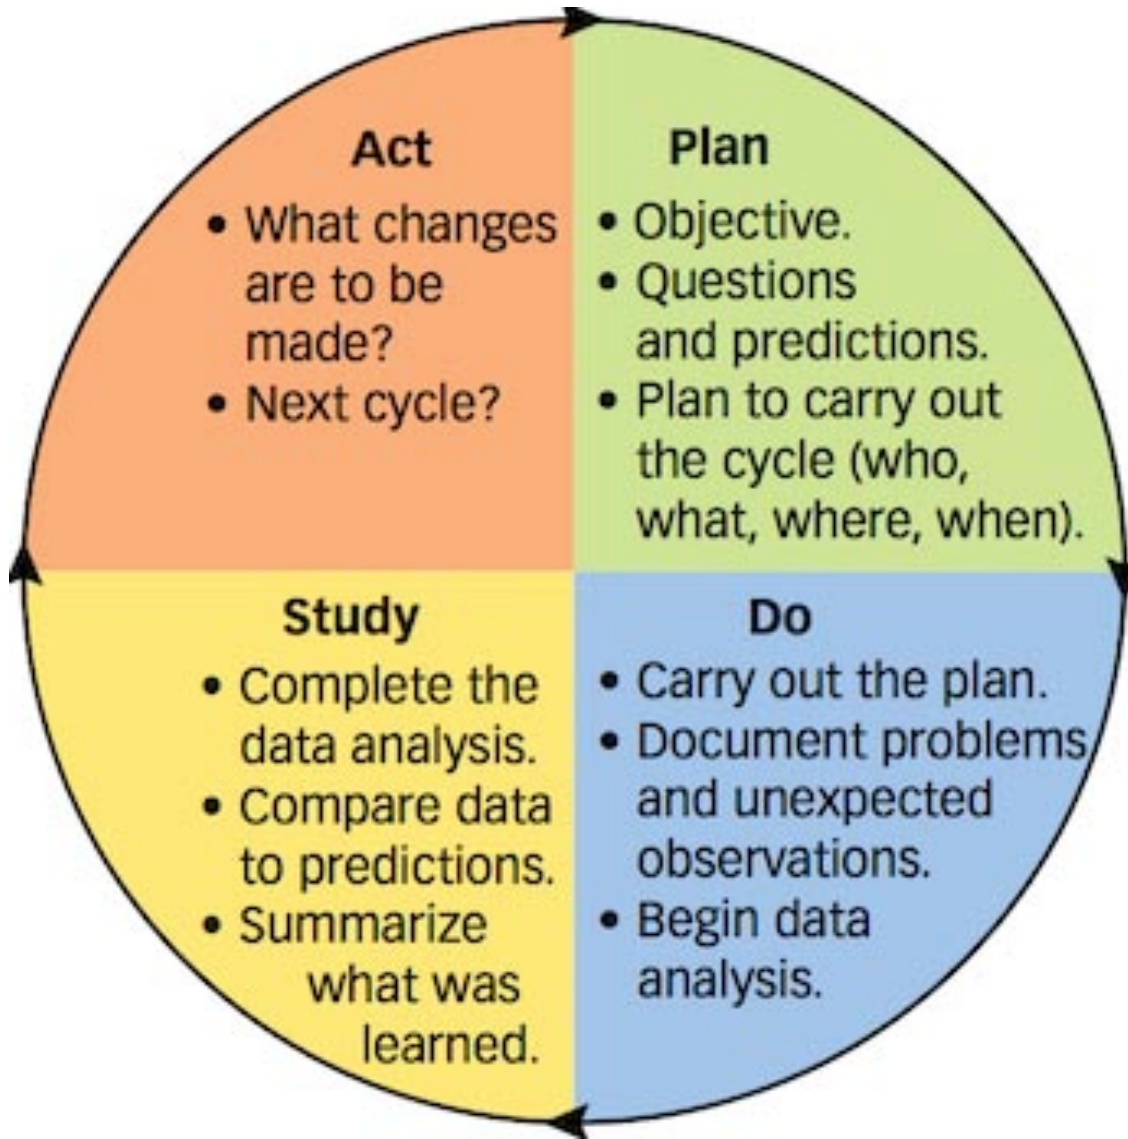 Act
• What changes
are to be
made?
• Next cycle?
Plan
• Objective.
• Questions
and predictions.
• Plan to carry out
the cycle (who,
what, where, when).
Study
• Complete the
data analysis.
• Compare data
to predictions.
• Summarize
what was
learned.
Do
• Carry out the plan.
• Document problems
and unexpected
observations.
• Begin data
analysis.